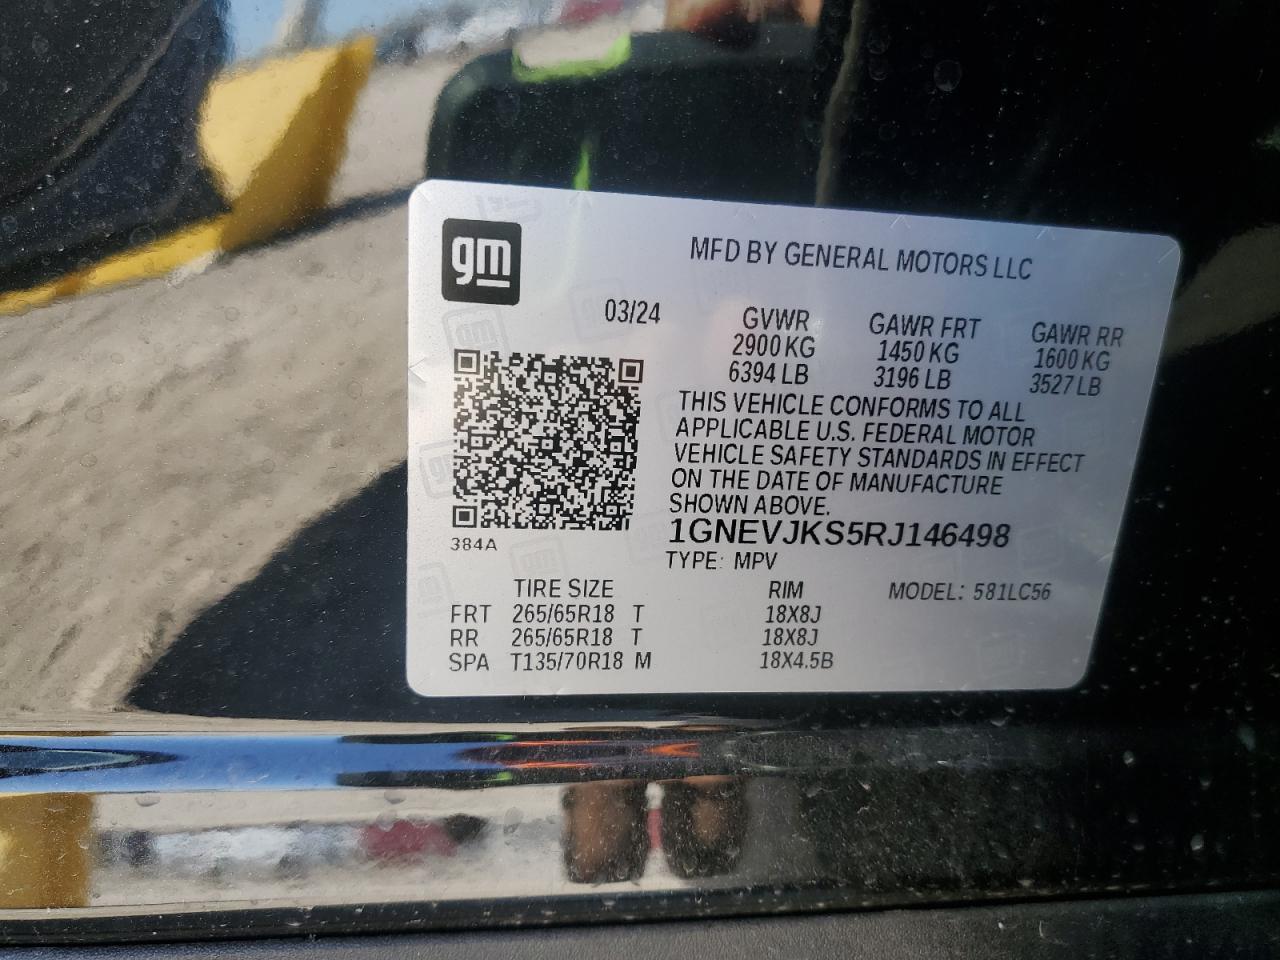 gm
MFD BY GENERAL MOTORS LLC
03/24
GVWR GAWR FRT GAWR RR
2900 KG 1450 KG 1600 KG
6394 LB 3196 LB 3527 LB
THIS VEHICLE CONFORMS TO ALL
APPLICABLE U.S. FEDERAL MOTOR
VEHICLE SAFETY STANDARDS IN EFFECT
ON THE DATE OF MANUFACTURE
SHOWN ABOVE.
1GNEVJKS5RJ146498
384A
TYPE: MPV
TIRE SIZE RIM MODEL: 581LC56
FRT 265/65R18 T 18X8J
RR 265/65R18 T 18X8J
SPA T135/70R18 M 18X4.5B